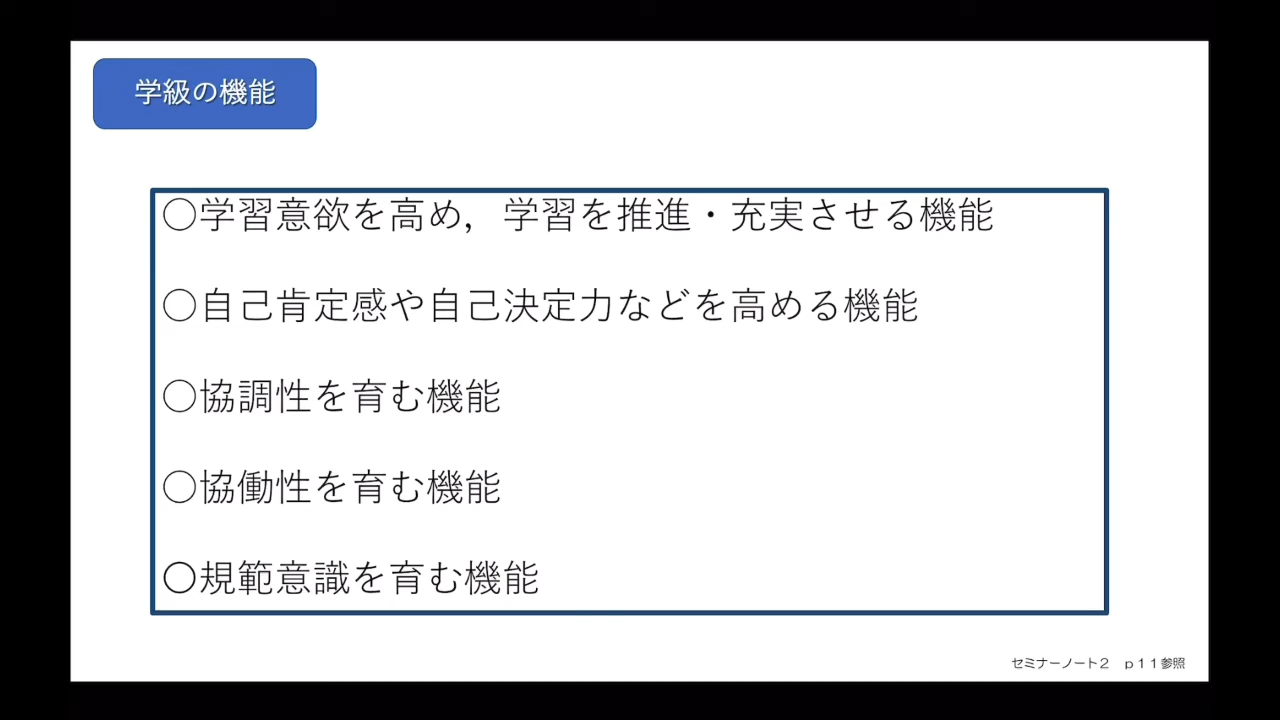 学級の機能
○学習意欲を高め，学習を推進・充実させる機能
○自己肯定感や自己決定力などを高める機能
○協調性を育む機能
○協働性を育む機能
○規範意識を育む機能
セミナーノート２　ｐ１１参照